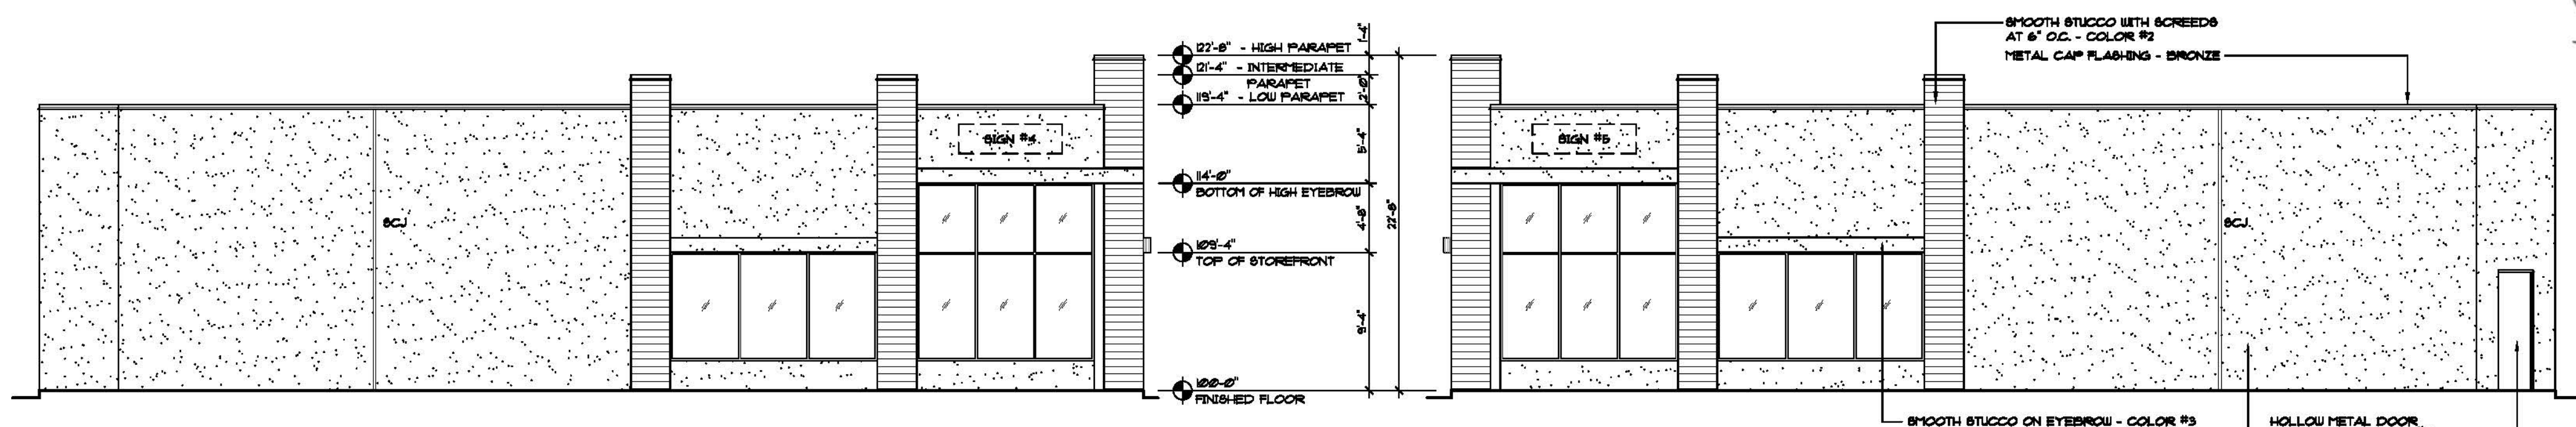 SCJ
SIGN #4
122'-8" - HIGH PARAPET
121'-4" - INTERMEDIATE
PARAPET
119'-4" - LOW PARAPET
114'-0"
BOTTOM OF HIGH EYEBROW
109'-4"
TOP OF STOREFRONT
100'-0"
FINISHED FLOOR
1'-4"
2'-0"
5'-4"
4'-8"
9'-4"
22'-8"
SIGN #5
SMOOTH STUCCO WITH SCREEDS
AT 6" O.C. - COLOR #2
METAL CAP FLASHING - BRONZE
SCJ
SMOOTH STUCCO ON EYEBROW - COLOR #3
HOLLOW METAL DOOR